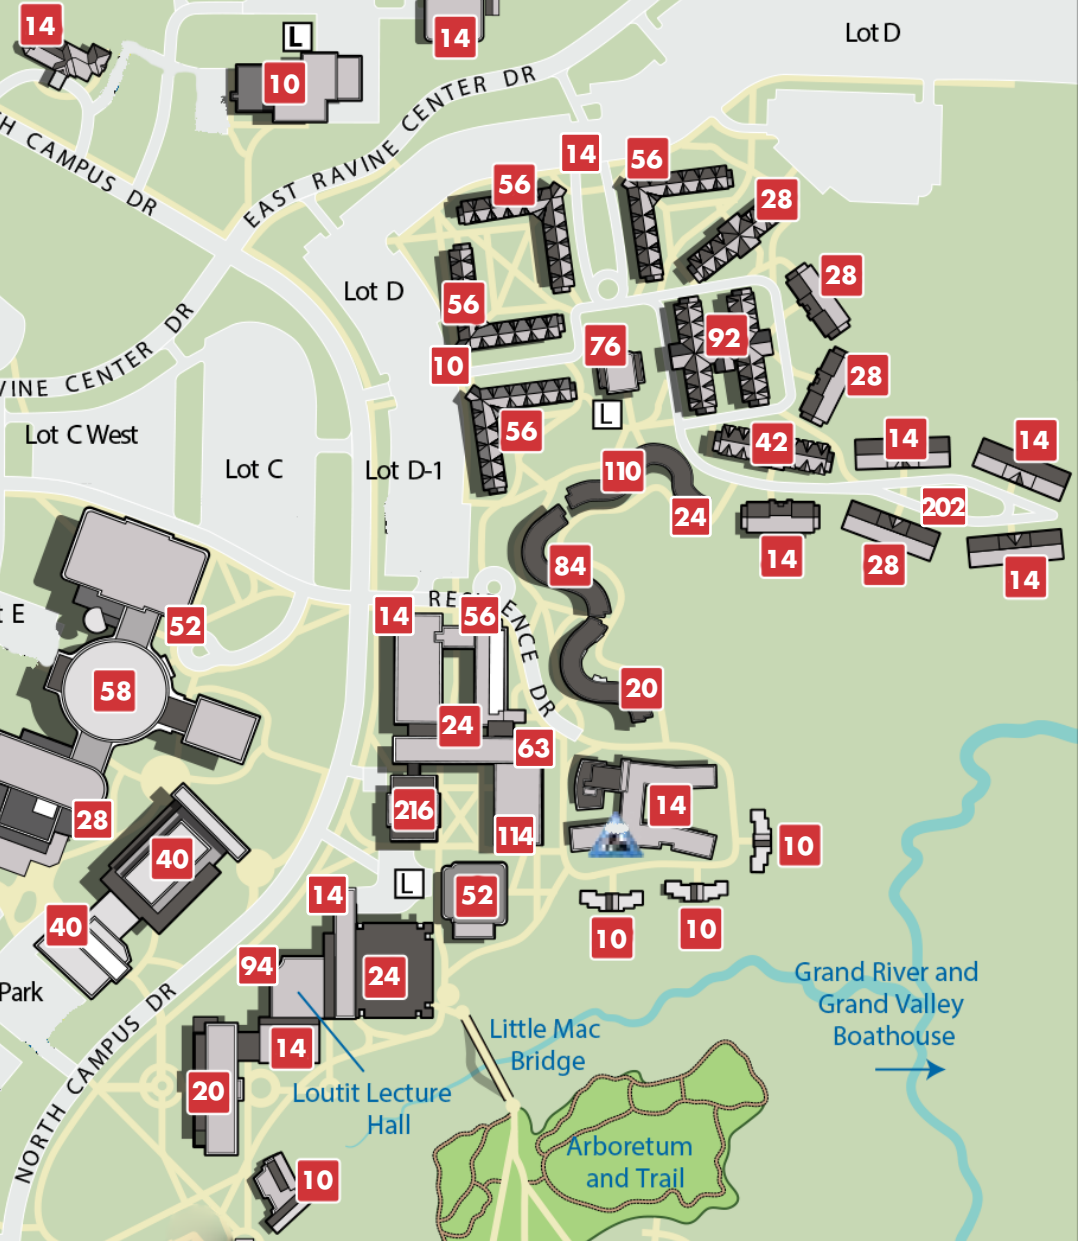 14
L
10
14
Lot D
EAST RAVINE CENTER DR
H CAMPUS DR
14
56
56
28
28
Lot D
56
92
76
10
28
L
56
42
14
14
VINE CENTER DR
Lot C West
Lot C
Lot D-1
110
24
202
14
28
14
84
RESIDENCE DR
t E
52
14
56
58
20
24
63
28
216
114
14
40
10
L
52
14
40
10
10
94
24
Park
Grand River and
Grand Valley
Boathouse
Little Mac
Bridge
14
20
Loutit Lecture
Hall
NORTH CAMPUS DR
Arboretum
and Trail
10